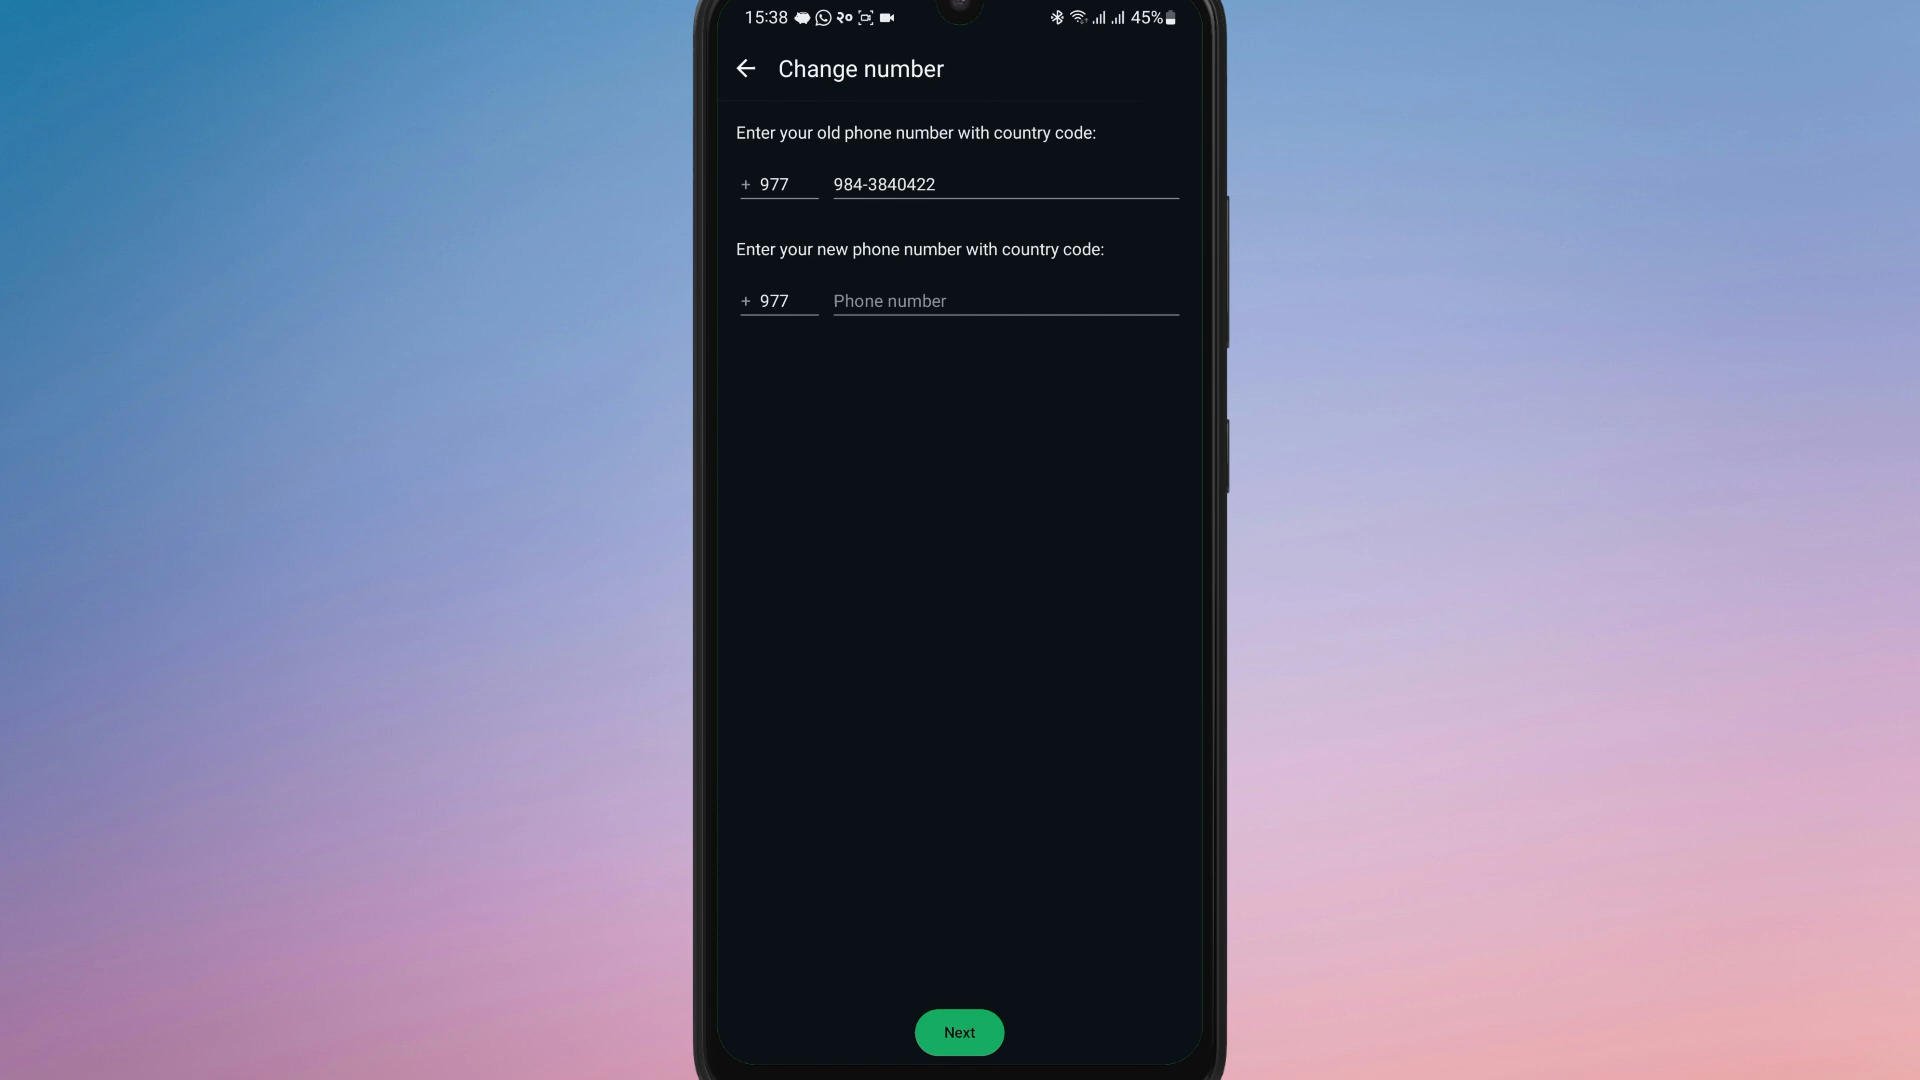 15:38 २० 45%
Change number
Enter your old phone number with country code:
+ 977 984-3840422
Enter your new phone number with country code:
+ 977 Phone number
Next